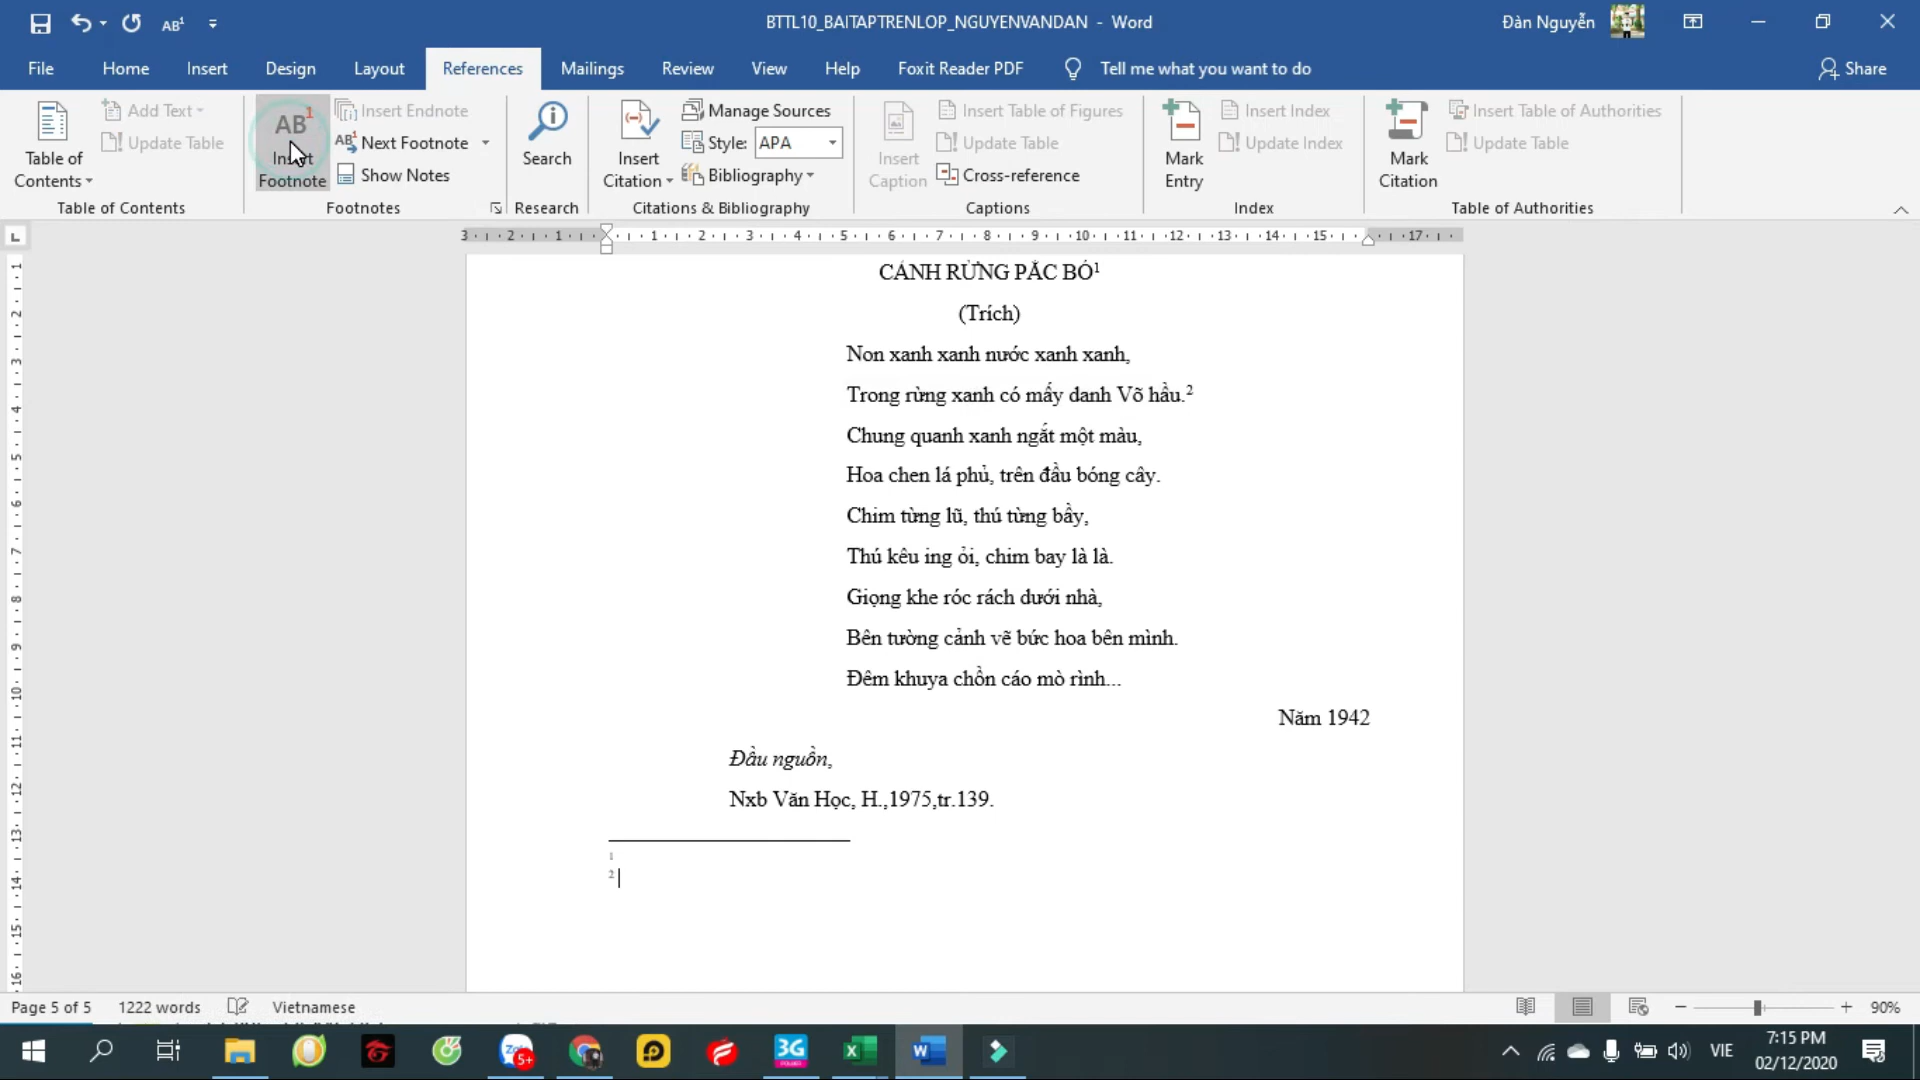 BTTL10_BAITAPTRENLOP_NGUYENVANDAN - Word
Đàn Nguyễn
File Home Insert Design Layout References Mailings Review View Help Foxit Reader PDF Tell me what you want to do Share
Table of Contents
Add Text
Update Table
Table of Contents
AB1
Insert Footnote
Insert Endnote
Next Footnote
Show Notes
Footnotes
Search
Research
Insert Citation
Manage Sources
Style: APA
Bibliography
Citations & Bibliography
Insert Caption
Insert Table of Figures
Update Table
Cross-reference
Captions
Mark Entry
Insert Index
Update Index
Index
Mark Citation
Insert Table of Authorities
Update Table
Table of Authorities
CẢNH RỪNG PẮC BÓ1
(Trích)
Non xanh xanh nước xanh xanh,
Trong rừng xanh có mấy danh Võ hầu.2
Chung quanh xanh ngắt một màu,
Hoa chen lá phủ, trên đầu bóng cây.
Chim từng lũ, thú từng bầy,
Thú kêu ing ỏi, chim bay là là.
Giọng khe róc rách dưới nhà,
Bên tường cảnh vẽ bức hoa bên mình.
Đêm khuya chồn cáo mò rình...
Năm 1942
Đầu nguồn,
Nxb Văn Học, H.,1975,tr.139.
1
2
Page 5 of 5 1222 words Vietnamese 90%
5+ 3G VIE
7:15 PM
02/12/2020